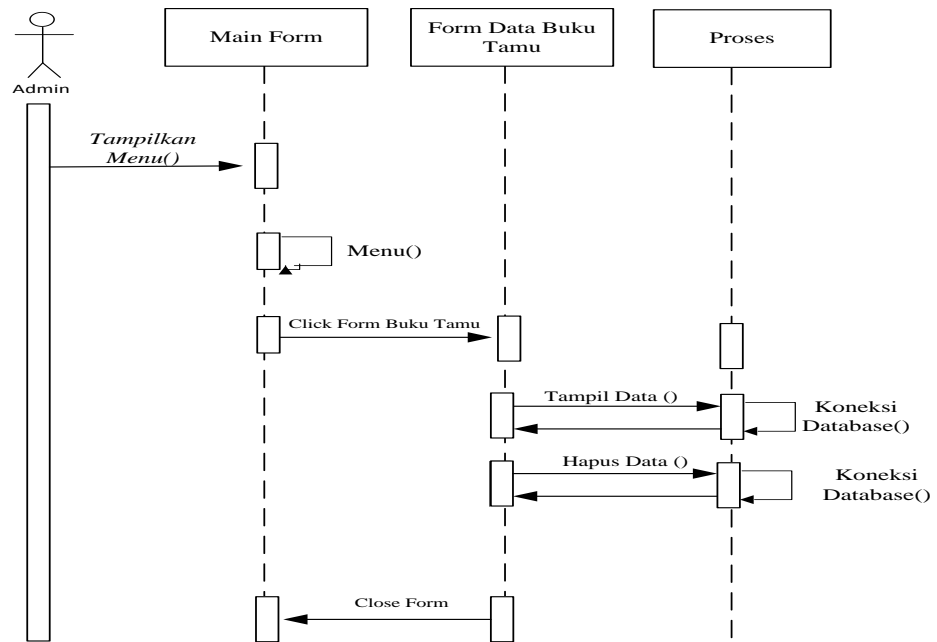 Admin
Main Form
Form Data Buku
Tamu
Proses
Tampilkan
Menu()
Menu()
Click Form Buku Tamu
Tampil Data ()
Koneksi
Database()
Hapus Data ()
Koneksi
Database()
Close Form